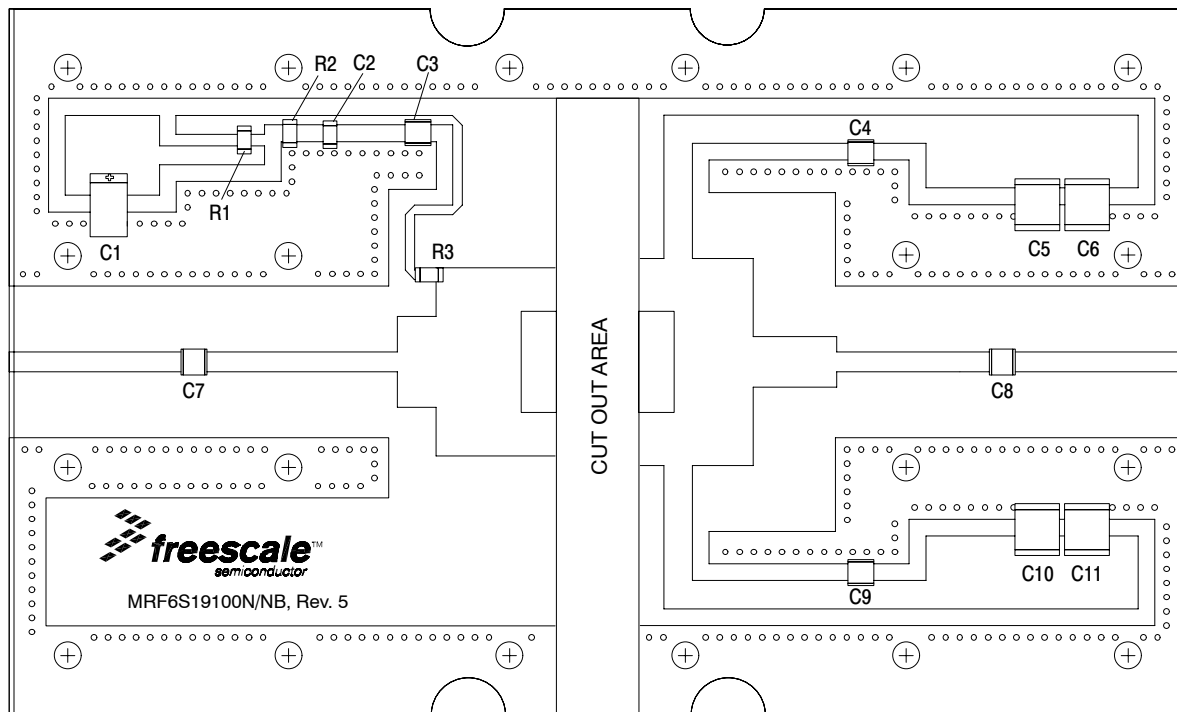 R2 C2 C3
C4
R1
C1
R3
C5 C6
C7
CUT OUT AREA
C8
freescale™
semiconductor
MRF6S19100N/NB, Rev. 5
C9
C10 C11